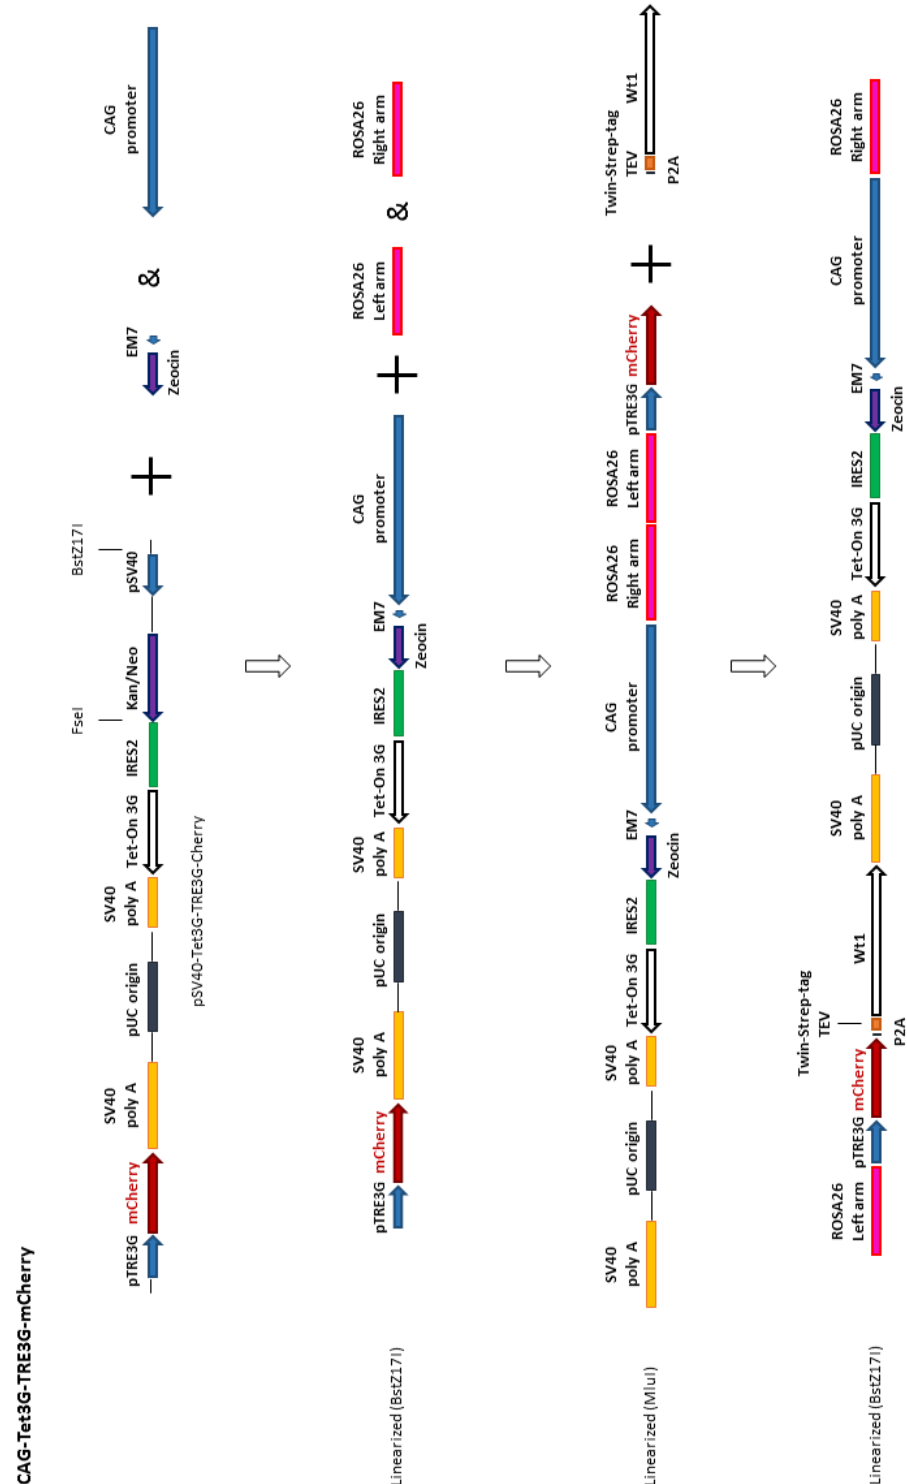 CAG-Tet3G-TRE3G-mCherry
FseI
BstZ17I
pTRE3G
mCherry
SV40
poly A
pUC origin
SV40
poly A
Tet-On 3G
IRES2
Kan/Neo
pSV40
+
EM7
Zeocin
&
CAG
promoter
pSV40-Tet3G-TRE3G-Cherry
Linearized (BstZ17I)
pTRE3G
mCherry
SV40
poly A
pUC origin
SV40
poly A
Tet-On 3G
IRES2
EM7
Zeocin
CAG
promoter
+
ROSA26
Left arm
&
ROSA26
Right arm
Linearized (MluI)
SV40
poly A
pUC origin
SV40
poly A
Tet-On 3G
IRES2
EM7
Zeocin
CAG
promoter
ROSA26
Right arm
ROSA26
Left arm
pTRE3G
mCherry
+
Twin-Strep-tag
TEV
P2A
Wt1
Linearized (BstZ17I)
ROSA26
Left arm
pTRE3G
mCherry
Twin-Strep-tag
TEV
P2A
Wt1
SV40
poly A
pUC origin
SV40
poly A
Tet-On 3G
IRES2
EM7
Zeocin
CAG
promoter
ROSA26
Right arm